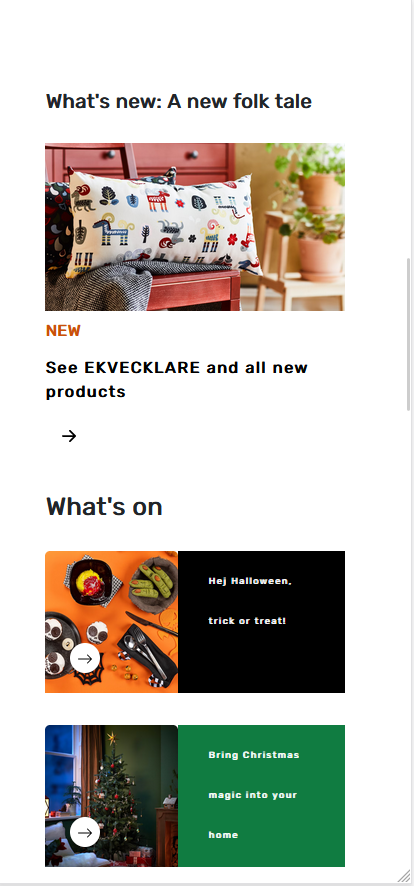 What's new: A new folk tale
NEW
See EKVECKLARE and all new
products
What's on
Hej Halloween,
trick or treat!
Bring Christmas
magic into your
home